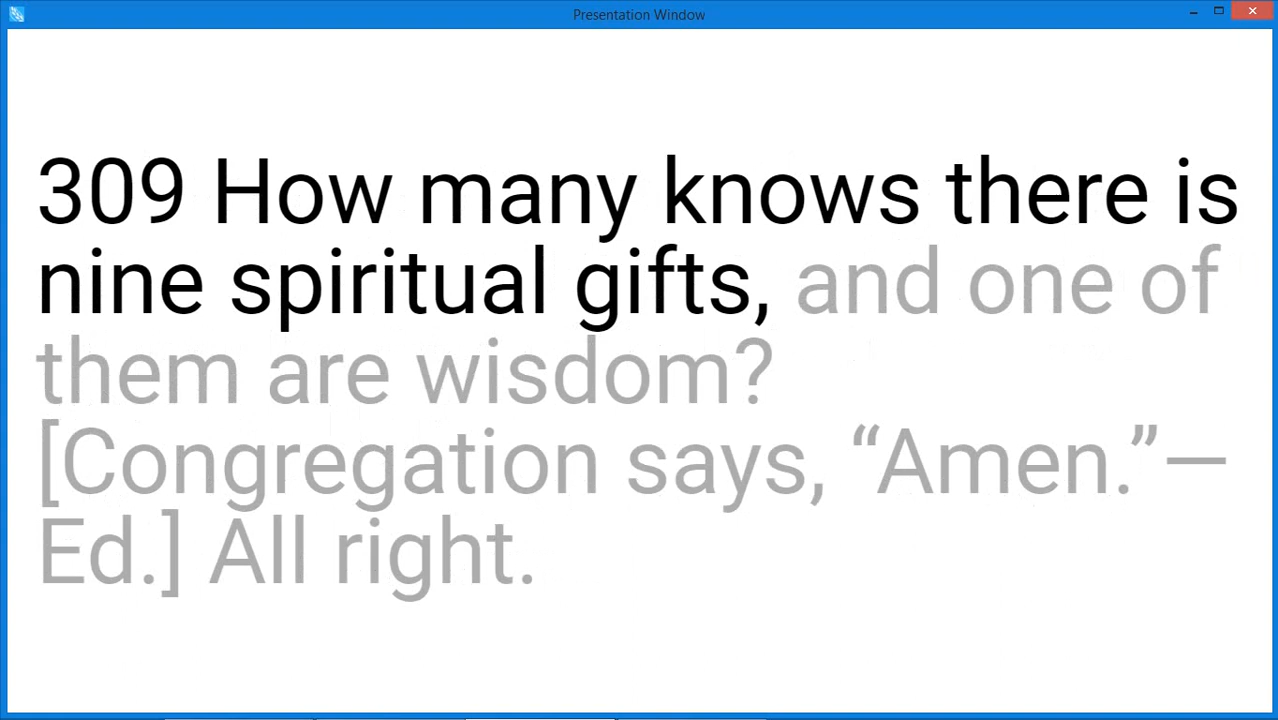 Presentation Window
309 How many knows there is
nine spiritual gifts, and one of
them are wisdom?
[Congregation says, “Amen.”—
Ed.] All right.